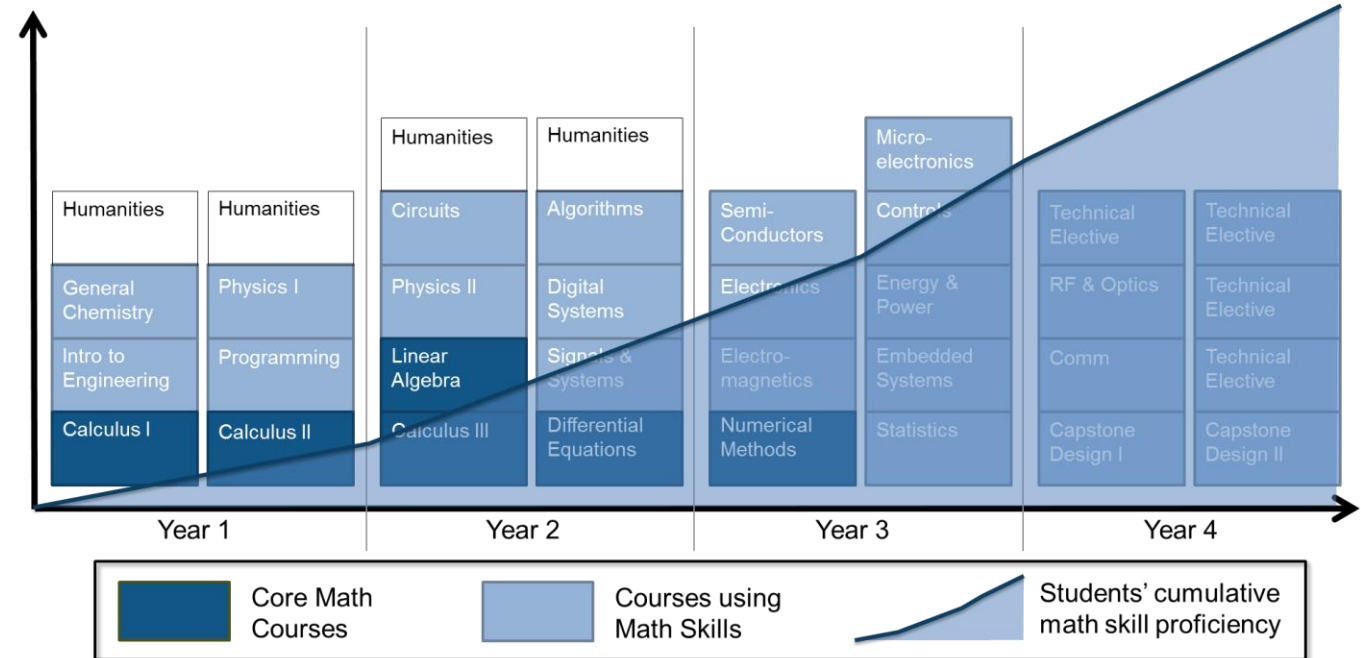 Humanities
General
Chemistry
Intro to
Engineering
Calculus I
Humanities
Physics I
Programming
Calculus II
Humanities
Circuits
Physics II
Linear
Algebra
Calculus III
Humanities
Algorithms
Digital
Systems
Signals &
Systems
Differential
Equations
Semi-
Conductors
Electronics
Electro-
magnetics
Numerical
Methods
Micro-
electronics
Controls
Energy &
Power
Embedded
Systems
Statistics
Technical
Elective
RF & Optics
Comm
Capstone
Design I
Technical
Elective
Technical
Elective
Technical
Elective
Capstone
Design II
Year 1
Year 2
Year 3
Year 4
Core Math
Courses
Courses using
Math Skills
Students' cumulative
math skill proficiency